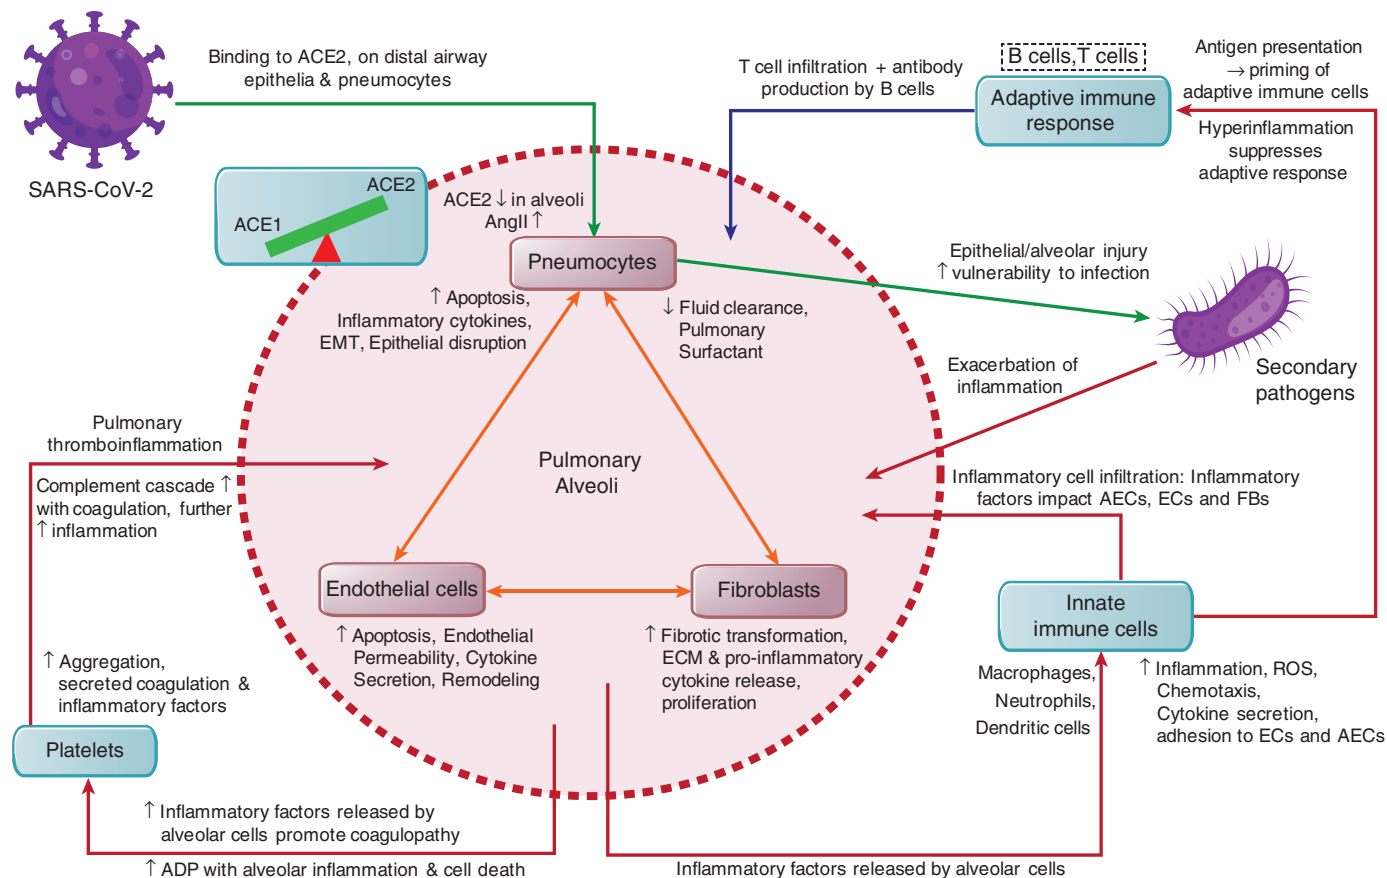 Binding to ACE2, on distal airway
epithelia & pneumocytes
SARS-CoV-2
T cell infiltration + antibody
production by B cells
B cells,T cells
Adaptive immune
response
Antigen presentation
→ priming of
adaptive immune cells
Hyperinflammation
suppresses
adaptive response
ACE2
ACE1
ACE2 ↓ in alveoli
AngII ↑
Pneumocytes
↑ Apoptosis,
Inflammatory cytokines,
EMT, Epithelial disruption
↓ Fluid clearance,
Pulmonary
Surfactant
Epithelial/alveolar injury
↑ vulnerability to infection
Exacerbation of
inflammation
Secondary
pathogens
Pulmonary
thromboinflammation
Complement cascade ↑
with coagulation, further
↑ inflammation
Pulmonary
Alveoli
Inflammatory cell infiltration: Inflammatory
factors impact AECs, ECs and FBs
Endothelial cells
Fibroblasts
↑ Apoptosis, Endothelial
Permeability, Cytokine
Secretion, Remodeling
↑ Fibrotic transformation,
ECM & pro-inflammatory
cytokine release,
proliferation
Innate
immune cells
Macrophages,
Neutrophils,
Dendritic cells
↑ Inflammation, ROS,
Chemotaxis,
Cytokine secretion,
adhesion to ECs and AECs
↑ Aggregation,
secreted coagulation &
inflammatory factors
Platelets
↑ Inflammatory factors released by
alveolar cells promote coagulopathy
↑ ADP with alveolar inflammation & cell death
Inflammatory factors released by alveolar cells